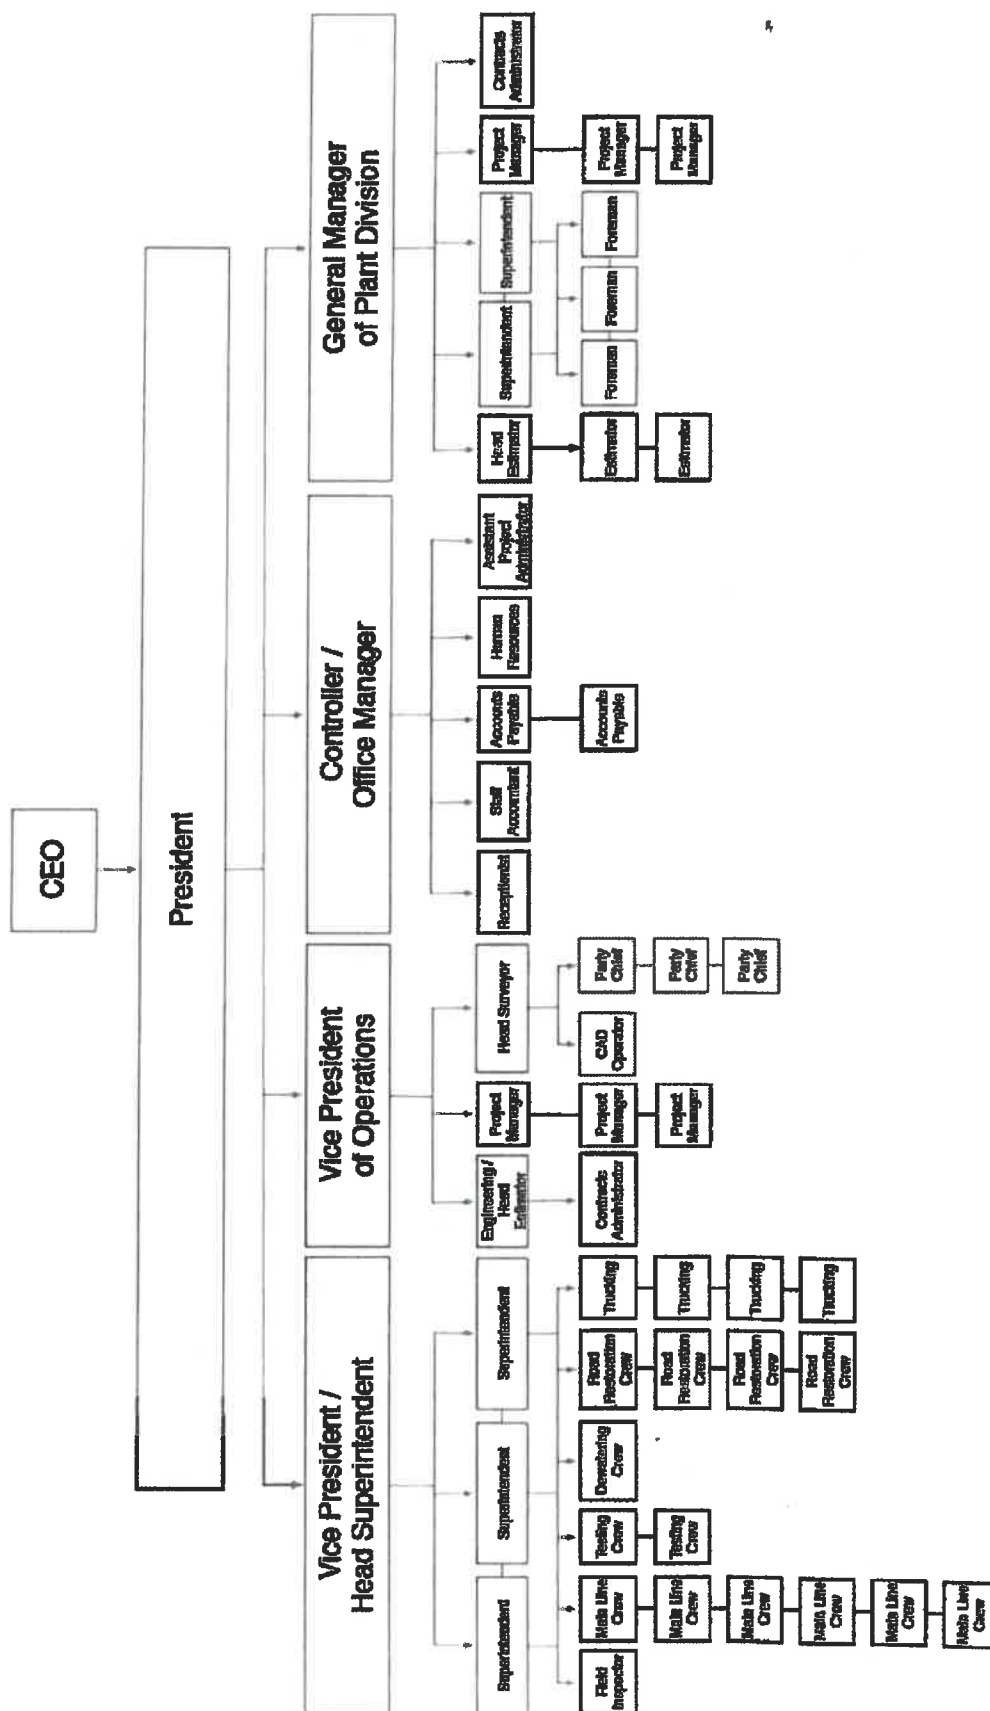 CEO
President
Vice President /
Head Superintendent
Vice President
of Operations
Controller /
Office Manager
General Manager
of Plant Division
Superintendent
Superintendent
Superintendent
Engineering /
Head
Estimator
Project
Manager
Head Surveyor
Receptionist
Staff
Accountant
Accounts
Payable
Human
Resources
Assistant
Project
Administrator
Head
Estimator
Superintendent
Superintendent
Project
Manager
Contracts
Administrator
Field
Inspector
Main Line
Crew
Testing
Crew
Dewatering
Crew
Road
Restoration
Crew
Trucking
Contracts
Administrator
Project
Manager
CAD
Operator
Party
Chief
Accounts
Payable
Estimator
Foreman
Foreman
Foreman
Project
Manager
Main Line
Crew
Testing
Crew
Road
Restoration
Crew
Trucking
Project
Manager
Party
Chief
Estimator
Project
Manager
Main Line
Crew
Road
Restoration
Crew
Trucking
Party
Chief
Main Line
Crew
Road
Restoration
Crew
Trucking
Main Line
Crew
Main Line
Crew